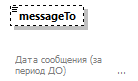 messageTo
Дата сообщения (за
период ДО)
...